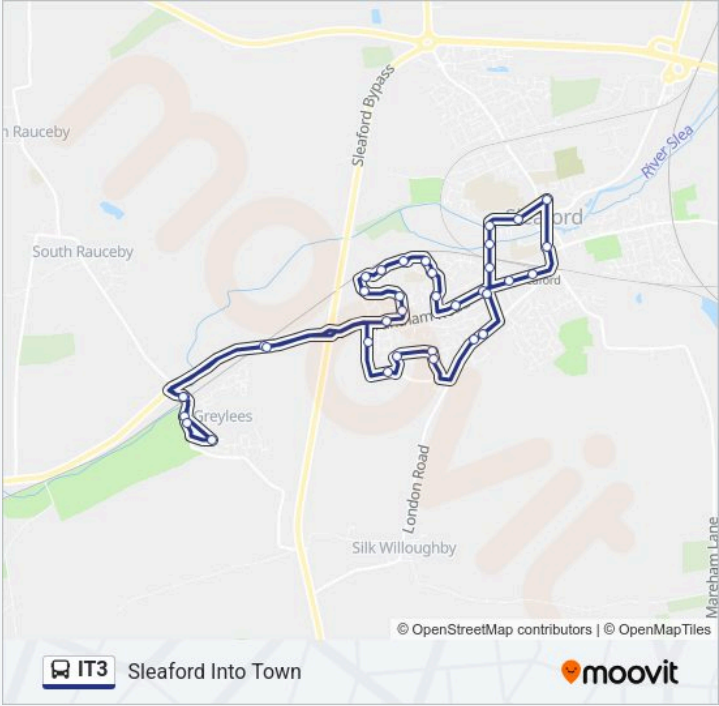 Sleaford Bypass
n Rauceby
River Slea
South Rauceby
Sleaford
Greylees
London Road
Silk Willoughby
Mareham Lane
© OpenStreetMap contributors | © OpenMapTiles
IT3 Sleaford Into Town
moovit